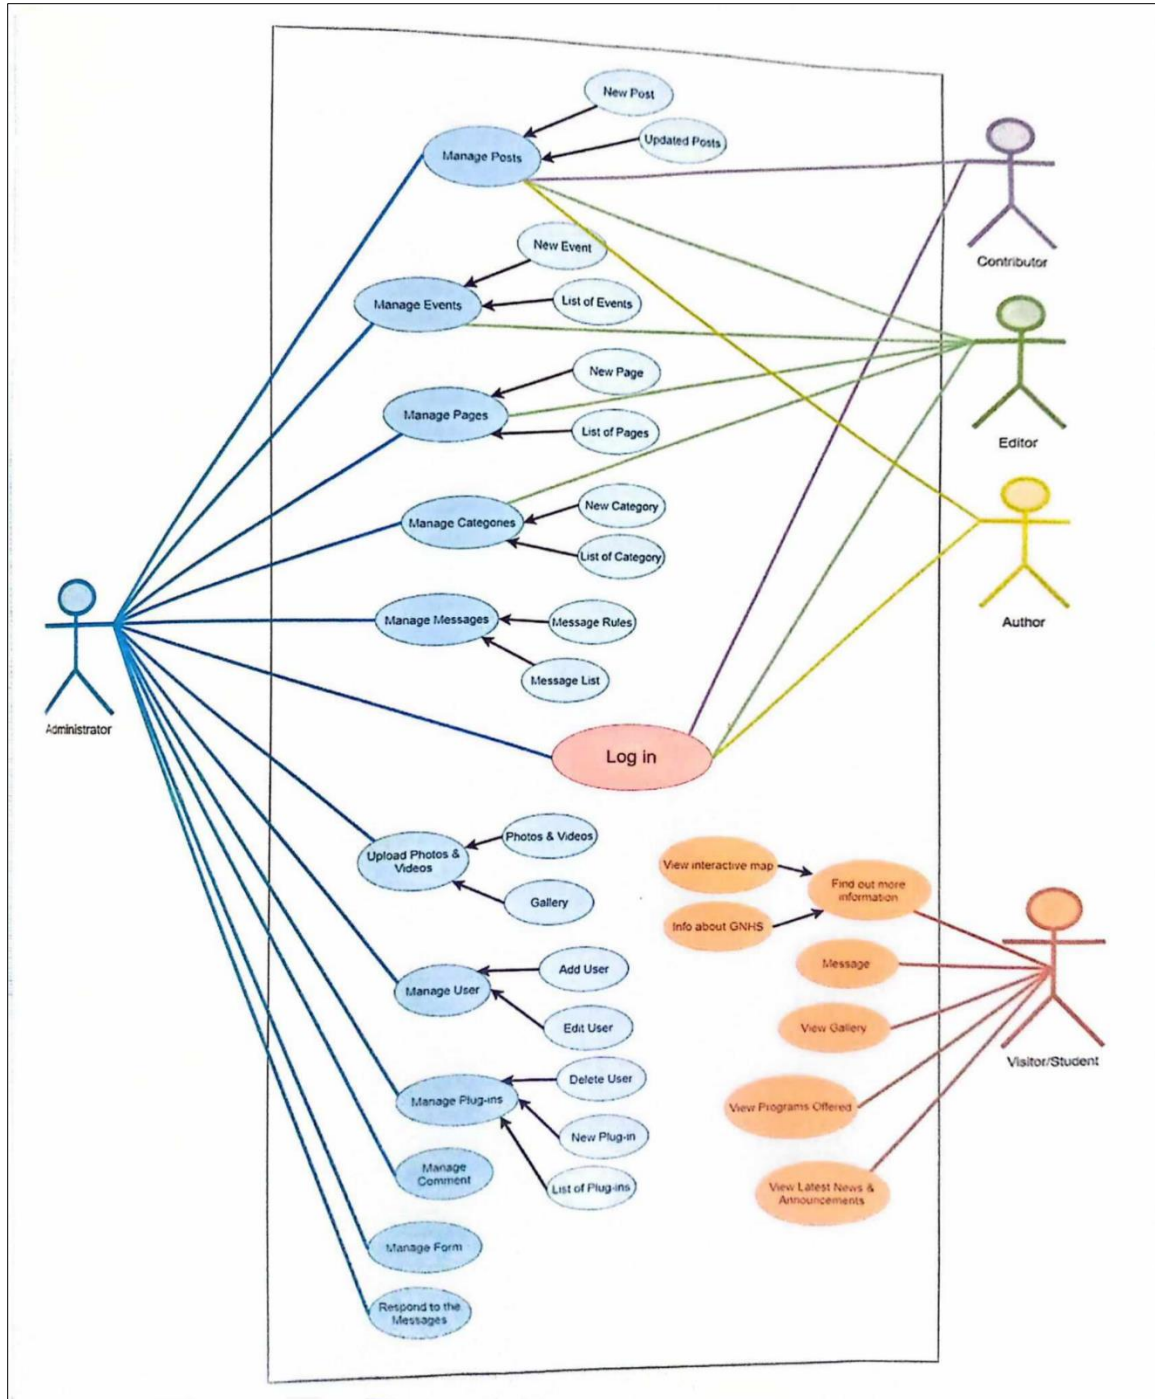 New Post
Updated Posts
Manage Posts
Contributor
New Event
List of Events
Manage Events
Editor
New Page
List of Pages
Manage Pages
New Category
Manage Categones
List of Category
Author
Manage Messages
Message Rules
Message List
Administrator
Log in
Photos & Videos
Upload Photos &
Videos
Gallery
View interactive map
Find out more
information
Info about GNHS
Message
View Gallery
Visitor/Student
Add User
Manage User
Edit User
Delete User
Manage Plug-ins
New Plug-in
List of Plug-ins
View Programs Offered
Manage
Comment
View Latest News &
Announcements
Manage Form
Respond to the
Messages